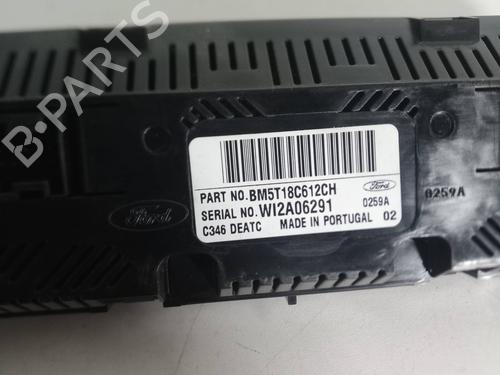 B-PARTS
PART NO.BM5T18C612CH
Ford
SERIAL NO.WI2A06291
0259A
C346 DEATC
MADE IN PORTUGAL
02
Ford
0259A